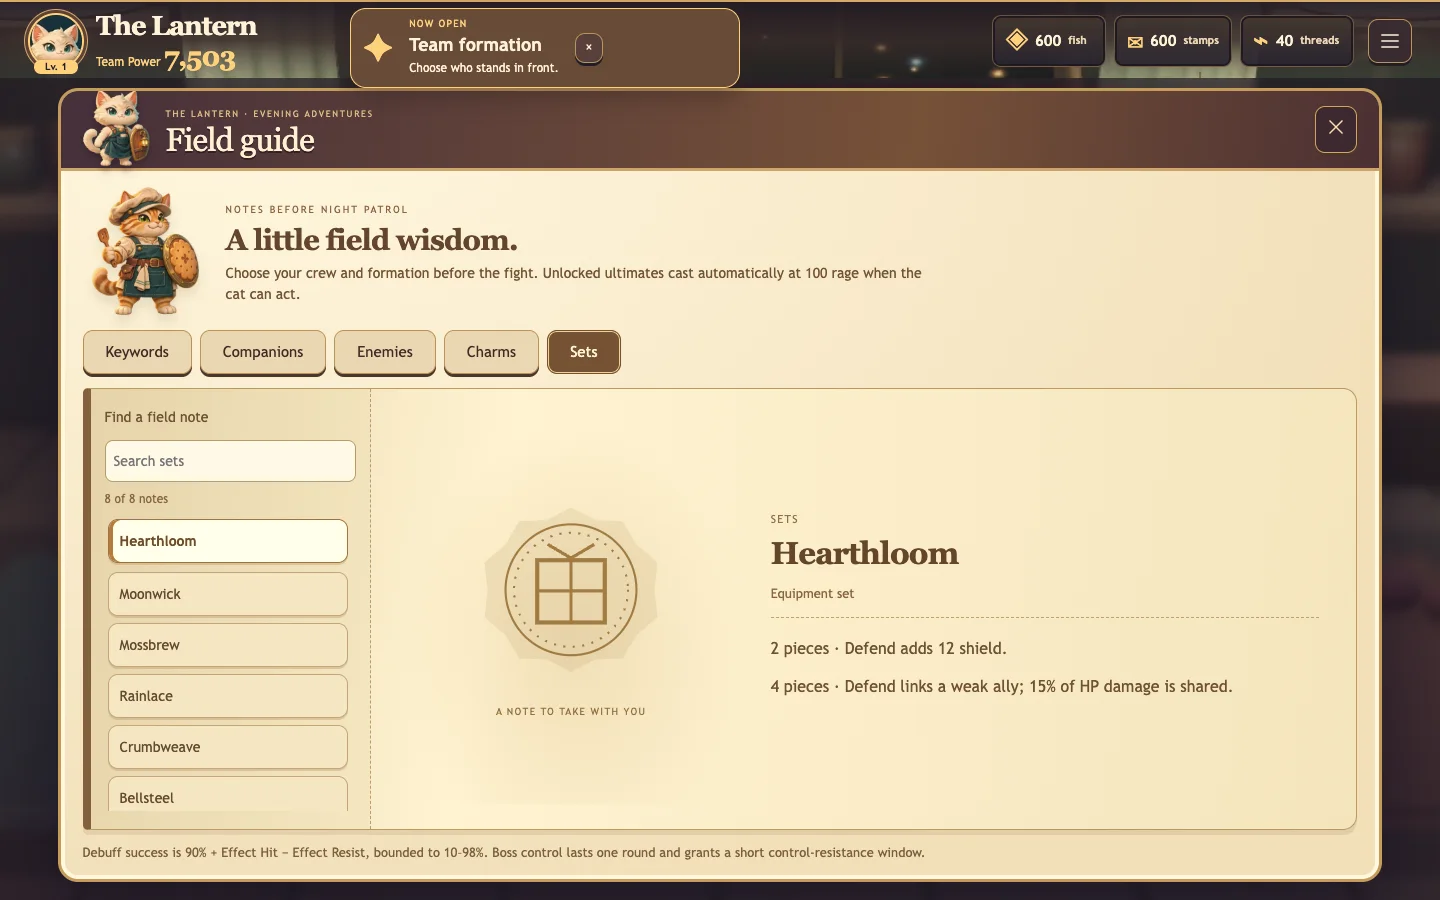 The Lantern
Team Power 7,503
Lv. 1
NOW OPEN
Team formation
Choose who stands in front.
×
600 fish
600 stamps
40 threads
THE LANTERN · EVENING ADVENTURES
Field guide
NOTES BEFORE NIGHT PATROL
A little field wisdom.
Choose your crew and formation before the fight. Unlocked ultimates cast automatically at 100 rage when the
cat can act.
Keywords
Companions
Enemies
Charms
Sets
Find a field note
Search sets
8 of 8 notes
Hearthloom
Moonwick
Mossbrew
Rainlace
Crumbweave
Bellsteel
A NOTE TO TAKE WITH YOU
SETS
Hearthloom
Equipment set
2 pieces · Defend adds 12 shield.
4 pieces · Defend links a weak ally; 15% of HP damage is shared.
Debuff success is 90% + Effect Hit − Effect Resist, bounded to 10–98%. Boss control lasts one round and grants a short control-resistance window.